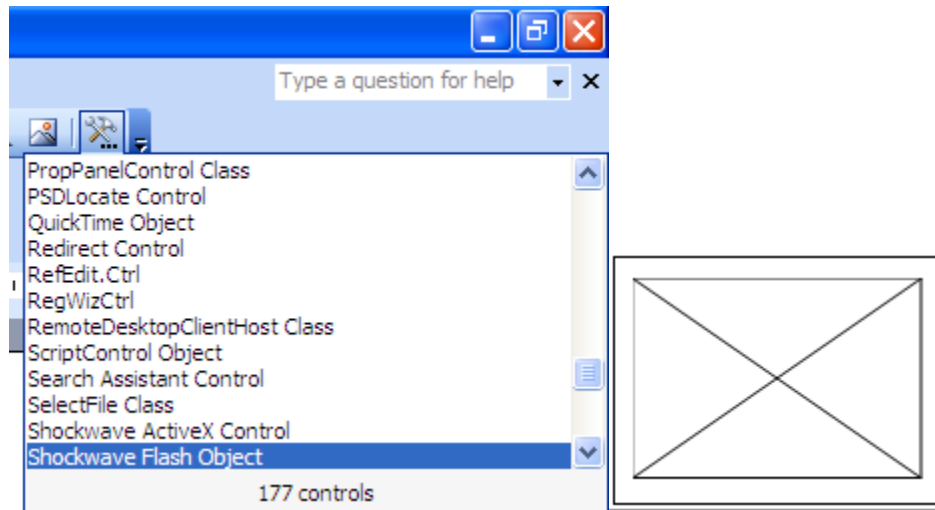 Type a question for help
PropPanelControl Class
PSDLocate Control
QuickTime Object
Redirect Control
RefEdit.Ctrl
RegWizCtrl
RemoteDesktopClientHost Class
ScriptControl Object
Search Assistant Control
SelectFile Class
Shockwave ActiveX Control
Shockwave Flash Object
177 controls